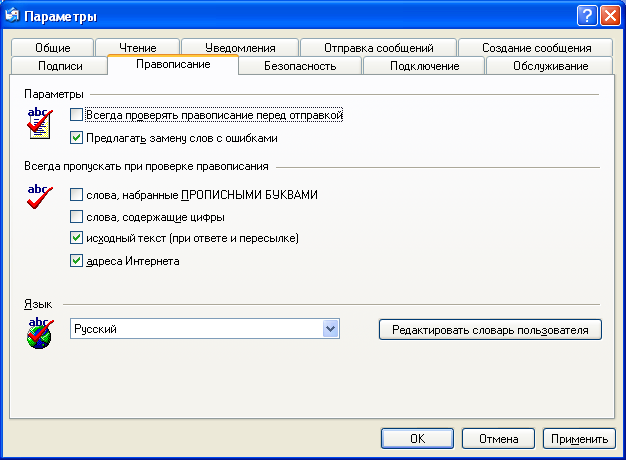 Параметры
Общие Чтение Уведомления Отправка сообщений Создание сообщения
Подписи Правописание Безопасность Подключение Обслуживание
Параметры
abc
Всегда проверять правописание перед отправкой
Предлагать замену слов с ошибками
Всегда пропускать при проверке правописания
abc
слова, набранные ПРОПИСНЫМИ БУКВАМИ
слова, содержащие цифры
исходный текст (при ответе и пересылке)
адреса Интернета
Язык
abc
Русский Редактировать словарь пользователя
OK Отмена Применить